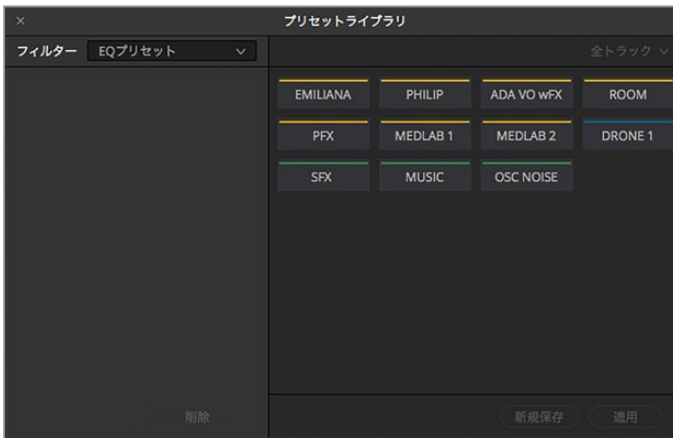 × プリセットライブラリ
フィルター EQプリセット 全トラック
EMILIANA PHILIP ADA VO wFX ROOM
PFX MEDLAB 1 MEDLAB 2 DRONE 1
SFX MUSIC OSC NOISE
削除 新規保存 適用